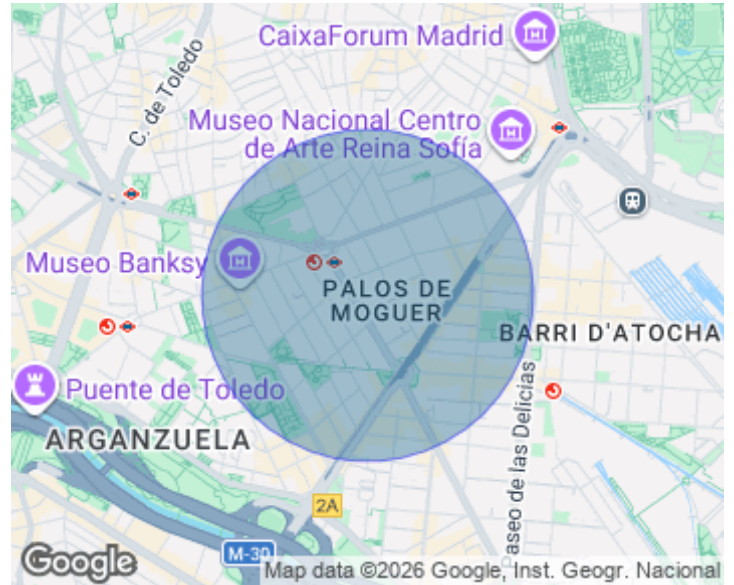 CaixaForum Madrid
C. de Toledo
Museo Nacional Centro
de Arte Reina Sofía
Museo Banksy
PALOS DE
MOGUER
BARRI D'ATOCHA
Puente de Toledo
ARGANZUELA
Paseo de las Delicias
2A
M-30
Google
Map data ©2026 Google, Inst. Geogr. Nacional